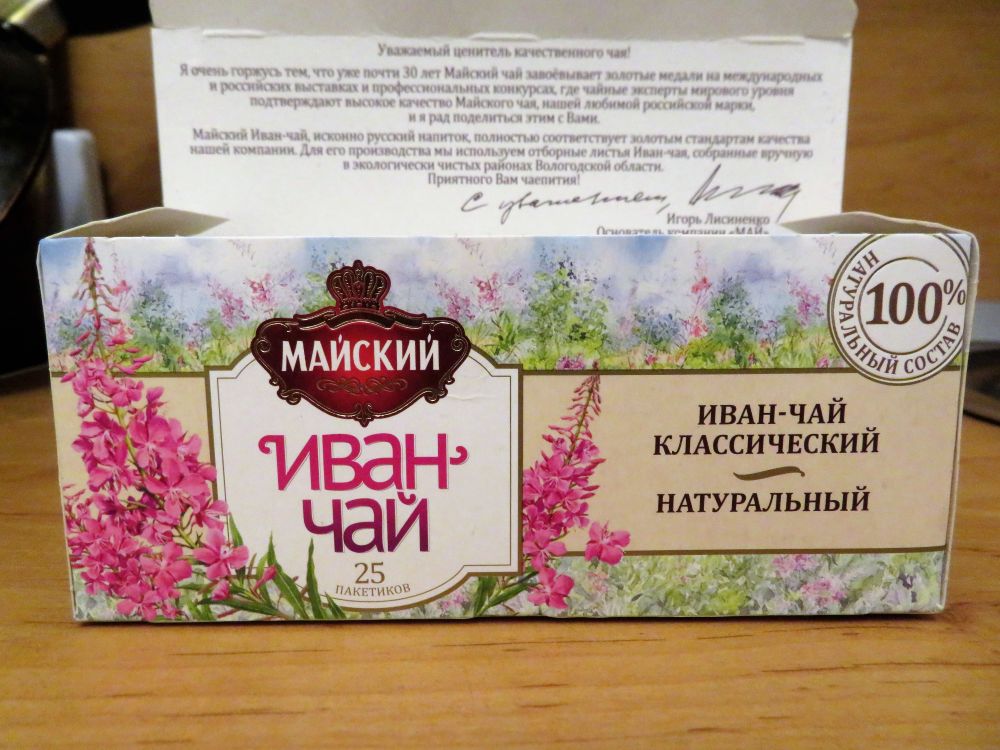 Уважаемый ценитель качественного чая!
Я очень горжусь тем, что уже почти 30 лет Майский чай завоёвывает золотые медали на международных
и российских выставках и профессиональных конкурсах, где чайные эксперты мирового уровня
подтверждают высокое качество Майского чая, нашей любимой российской марки,
и я рад поделиться этим с Вами.
Майский Иван-чай, исконно русский напиток, полностью соответствует золотым стандартам качества
нашей компании. Для его производства мы используем отборные листья Иван-чая, собранные вручную
в экологически чистых районах Вологодской области.
Приятного Вам чаепития!
С уважением,
Игорь Лисиненко
Основатель компании «МАЙ»
НАТУРАЛЬНЫЙ СОСТАВ
100%
МАЙСКИЙ
ИВАН-
ЧАЙ
25
ПАКЕТИКОВ
ИВАН-ЧАЙ
КЛАССИЧЕСКИЙ
НАТУРАЛЬНЫЙ